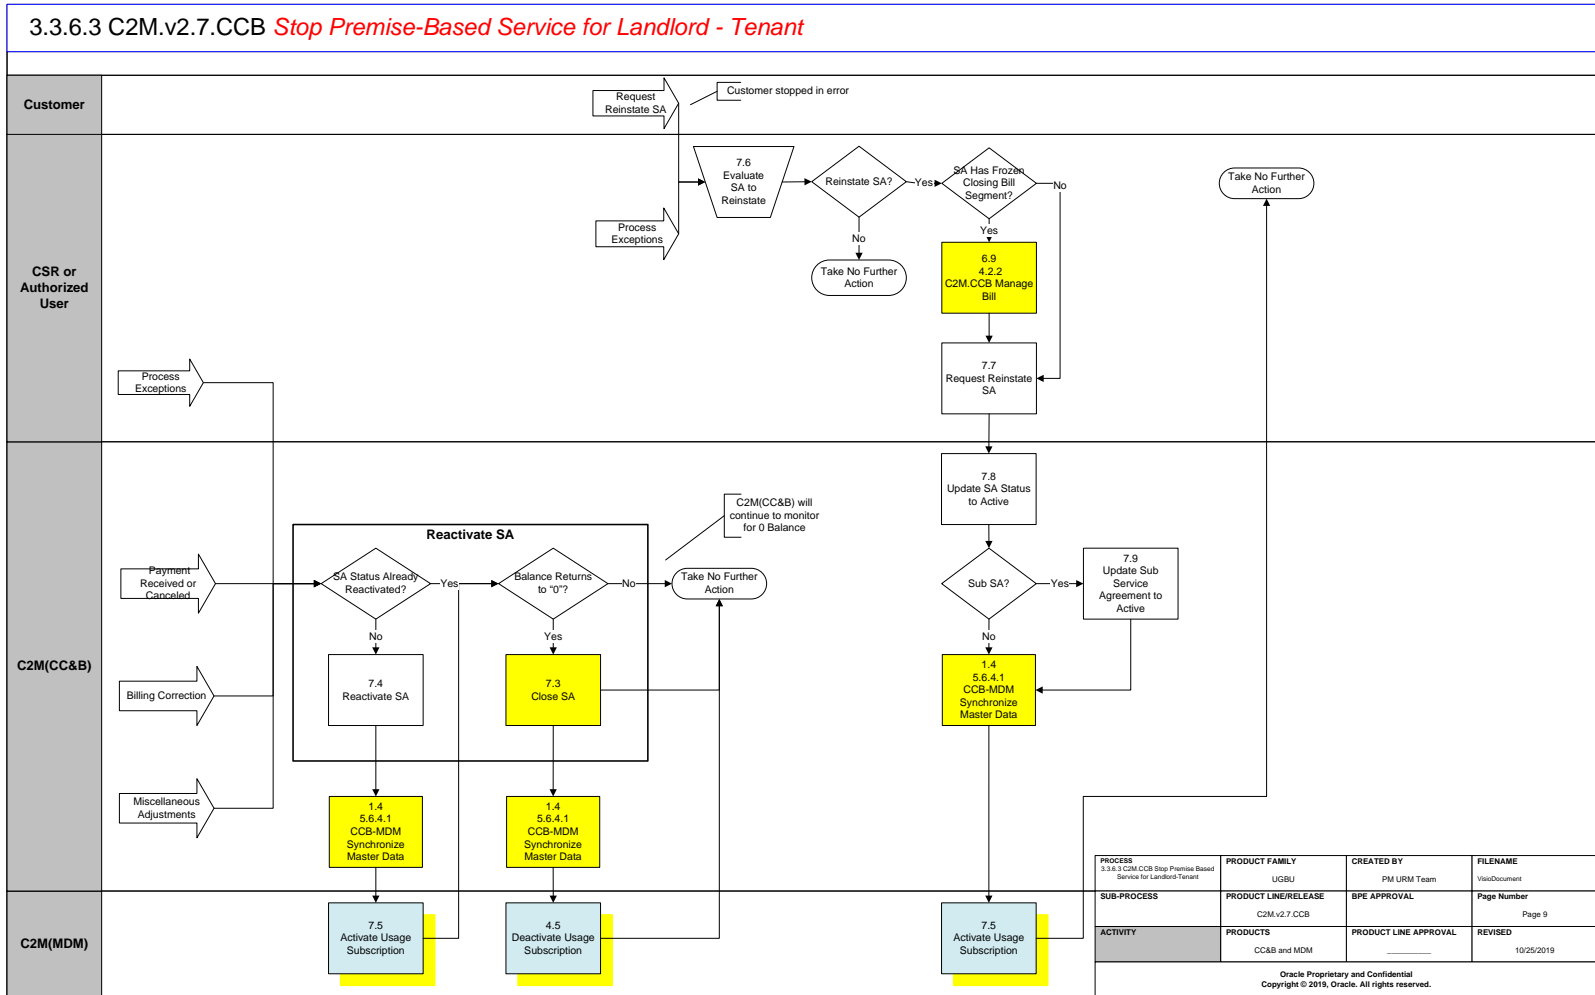 3.3.6.3 C2M.v2.7.CCB Stop Premise-Based Service for Landlord - Tenant
Customer
Request
Reinstate SA
Customer stopped in error
CSR or
Authorized
User
7.6
Evaluate
SA to
Reinstate
Reinstate SA?
Yes
SA Has Frozen
Closing Bill
Segment?
No
Take No Further
Action
Process
Exceptions
No
Yes
Take No Further
Action
6.9
4.2.2
C2M.CCB Manage
Bill
7.7
Request Reinstate
SA
Process
Exceptions
C2M(CC&B)
7.8
Update SA Status
to Active
C2M(CC&B) will
continue to monitor
for 0 Balance
Reactivate SA
Payment
Received or
Canceled
SA Status Already
Reactivated?
Yes
Balance Returns
to “0”?
No
Take No Further
Action
Sub SA?
Yes
7.9
Update Sub
Service
Agreement to
Active
No
Yes
No
7.4
Reactivate SA
7.3
Close SA
1.4
5.6.4.1
CCB-MDM
Synchronize
Master Data
Billing Correction
Miscellaneous
Adjustments
1.4
5.6.4.1
CCB-MDM
Synchronize
Master Data
1.4
5.6.4.1
CCB-MDM
Synchronize
Master Data
C2M(MDM)
7.5
Activate Usage
Subscription
4.5
Deactivate Usage
Subscription
7.5
Activate Usage
Subscription
PROCESS
3.3.6.3 C2M.CCB Stop Premise Based
Service for Landlord-Tenant
PRODUCT FAMILY
UGBU
CREATED BY
PM URM Team
FILENAME
VisioDocument
SUB-PROCESS
PRODUCT LINE/RELEASE
C2M.v2.7.CCB
BPE APPROVAL
Page Number
Page 9
ACTIVITY
PRODUCTS
CC&B and MDM
PRODUCT LINE APPROVAL
___________
REVISED
10/25/2019
Oracle Proprietary and Confidential
Copyright © 2019, Oracle. All rights reserved.